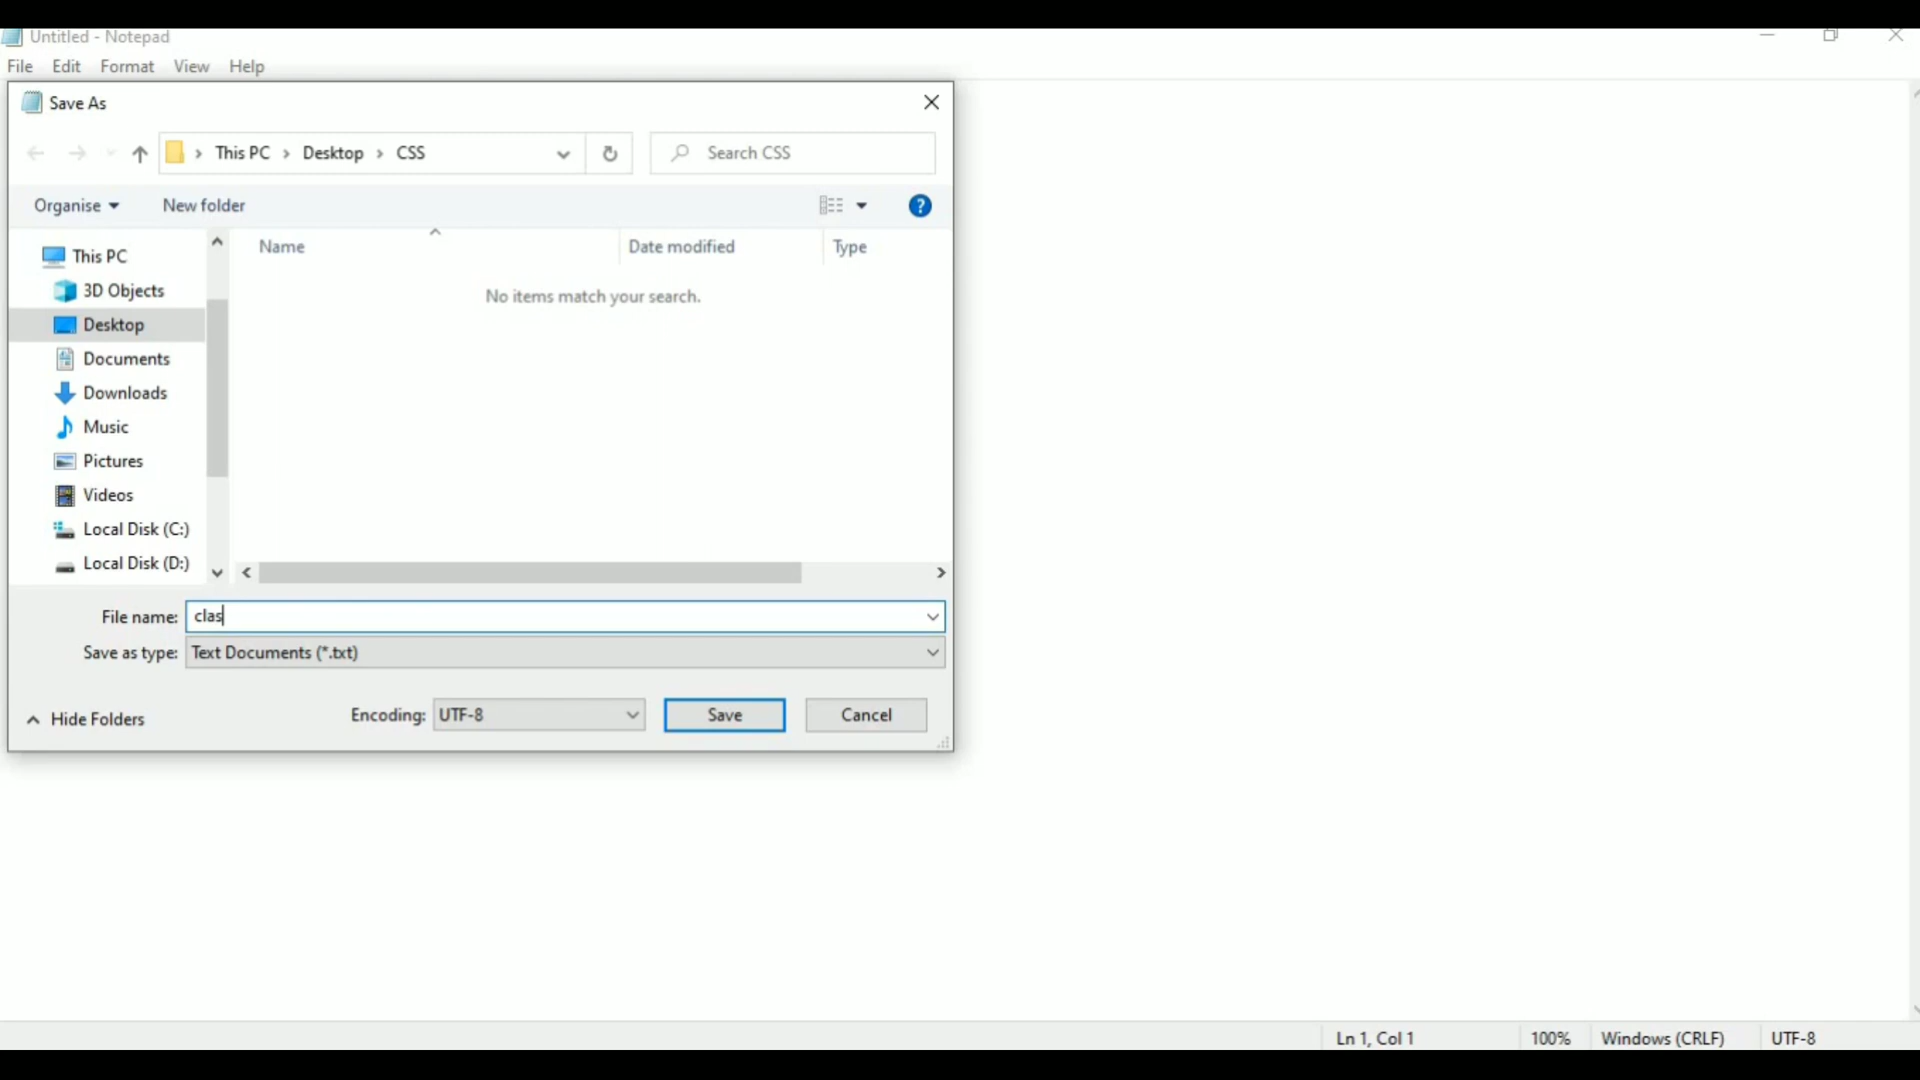 Untitled - Notepad
File Edit Format View Help
Save As
This PC > Desktop > CSS
Search CSS
Organise New folder
Name Date modified Type
No items match your search.
This PC
3D Objects
Desktop
Documents
Downloads
Music
Pictures
Videos
Local Disk (C:)
Local Disk (D:)
File name: clas
Save as type: Text Documents (*.txt)
Hide Folders Encoding: UTF-8 Save Cancel
Ln 1, Col 1 100% Windows (CRLF) UTF-8